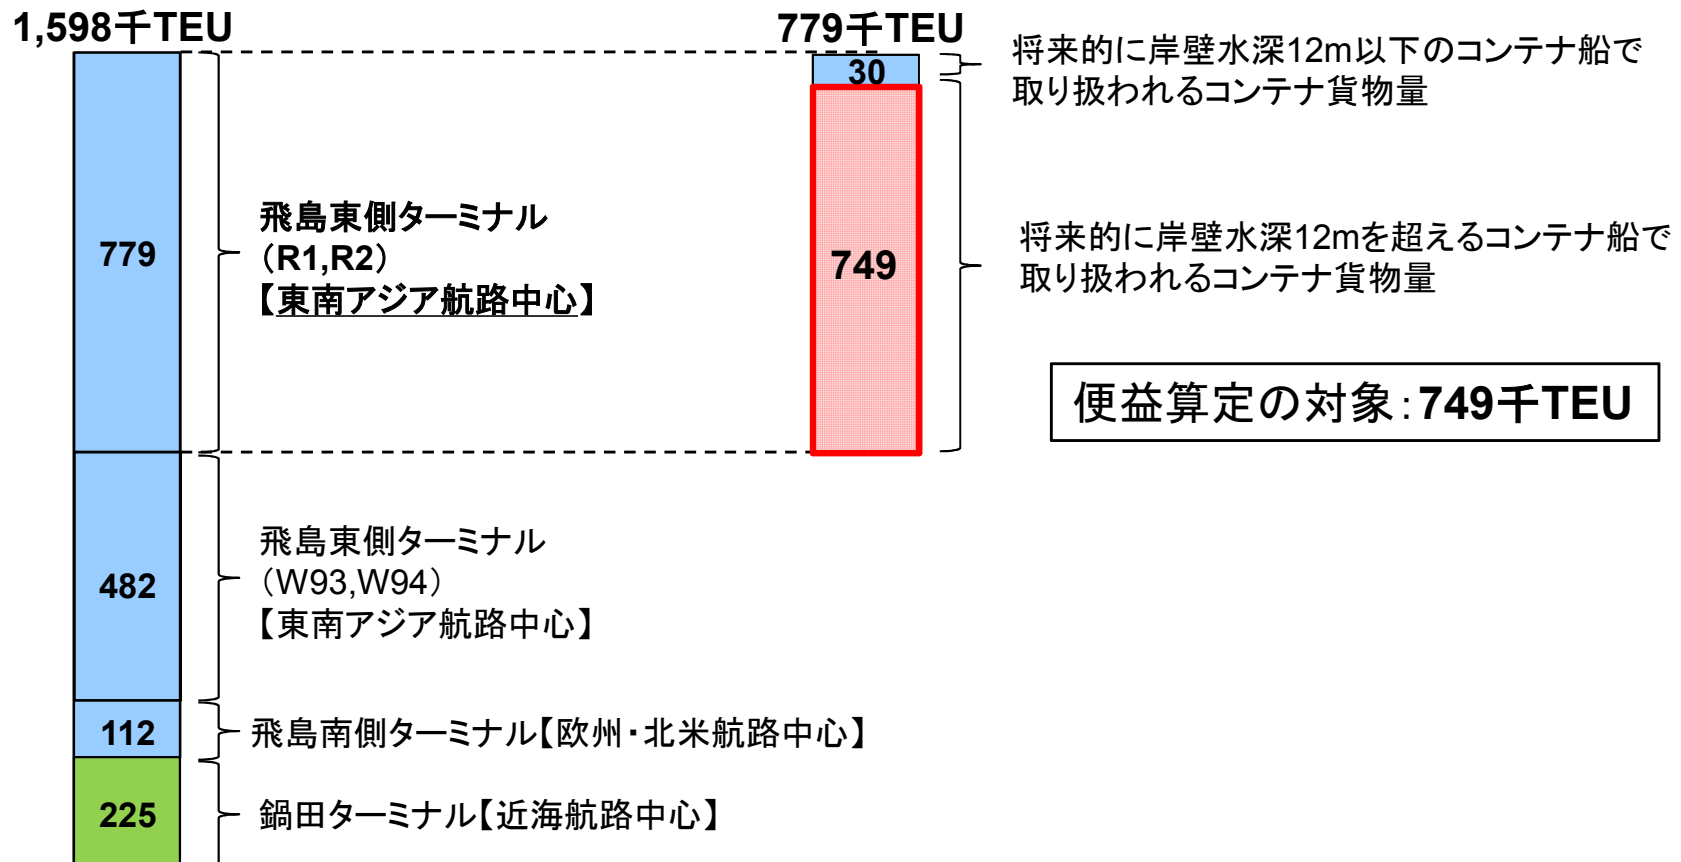 1,598千TEU
779千TEU
30
将来的に岸壁水深12m以下のコンテナ船で
取り扱われるコンテナ貨物量
779
飛島東側ターミナル
（R1,R2）
【東南アジア航路中心】
749
将来的に岸壁水深12mを超えるコンテナ船で
取り扱われるコンテナ貨物量
便益算定の対象：749千TEU
482
飛島東側ターミナル
（W93,W94）
【東南アジア航路中心】
112
飛島南側ターミナル【欧州・北米航路中心】
225
鍋田ターミナル【近海航路中心】